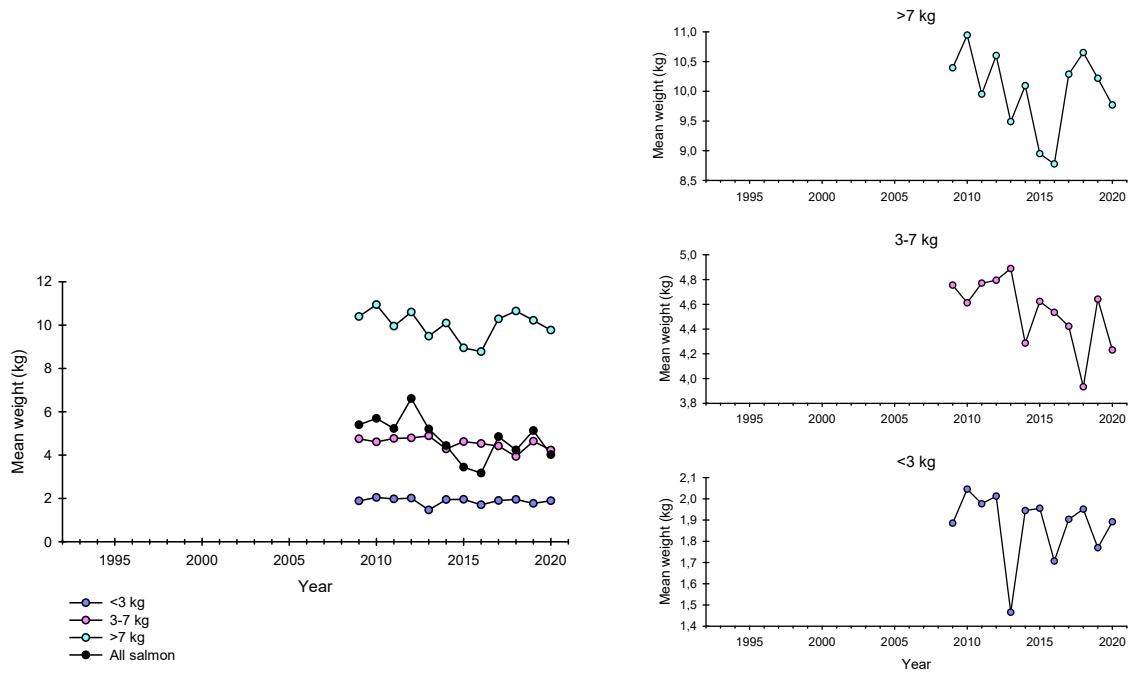 12
10
8
6
4
2
0
Mean weight (kg)
1995 2000 2005 2010 2015 2020
Year
<3 kg
3-7 kg
>7 kg
All salmon
>7 kg
11,0
10,5
10,0
9,5
9,0
8,5
Mean weight (kg)
1995 2000 2005 2010 2015 2020
3-7 kg
5,0
4,8
4,6
4,4
4,2
4,0
3,8
Mean weight (kg)
1995 2000 2005 2010 2015 2020
<3 kg
2,1
2,0
1,9
1,8
1,7
1,6
1,5
1,4
Mean weight (kg)
1995 2000 2005 2010 2015 2020
Year